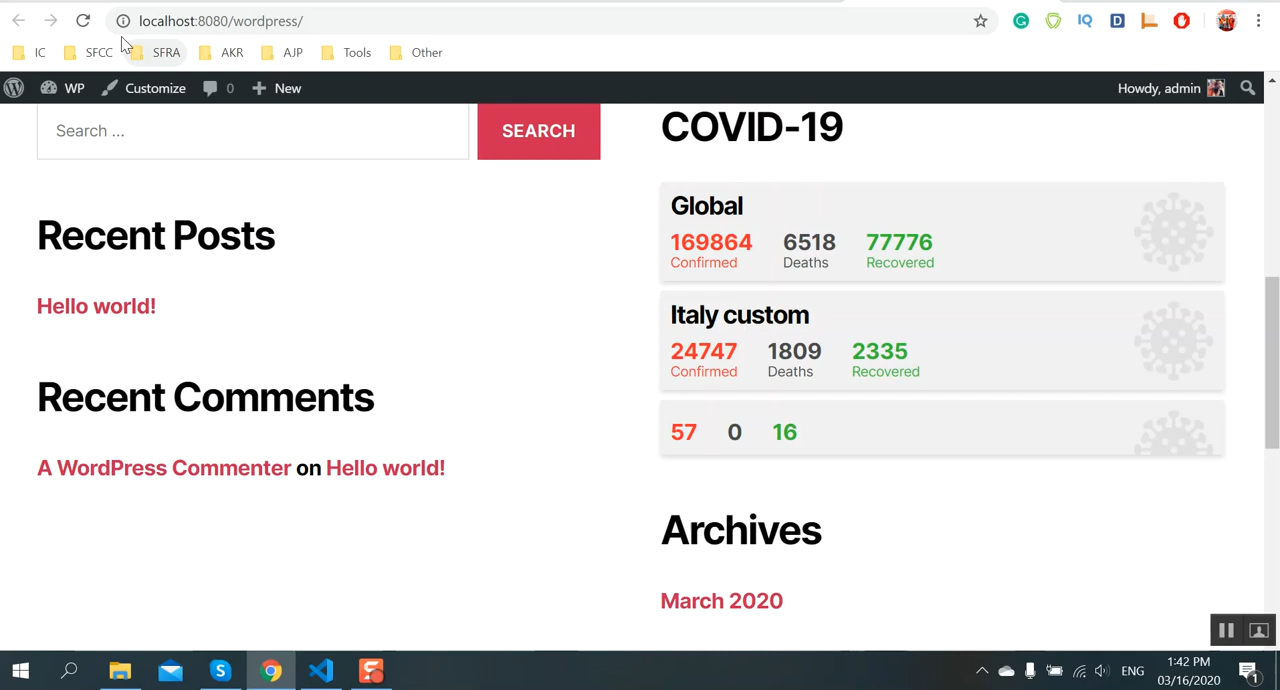 localhost:8080/wordpress/
IQ
D
IC SFCC SFRA AKR AJP Tools Other
WP Customize 0 New Howdy, admin
Search ... SEARCH
Recent Posts
Hello world!
Recent Comments
A WordPress Commenter on Hello world!
COVID-19
Global
169864 6518 77776
Confirmed Deaths Recovered
Italy custom
24747 1809 2335
Confirmed Deaths Recovered
57 0 16
Archives
March 2020
ENG
1:42 PM
03/16/2020
1